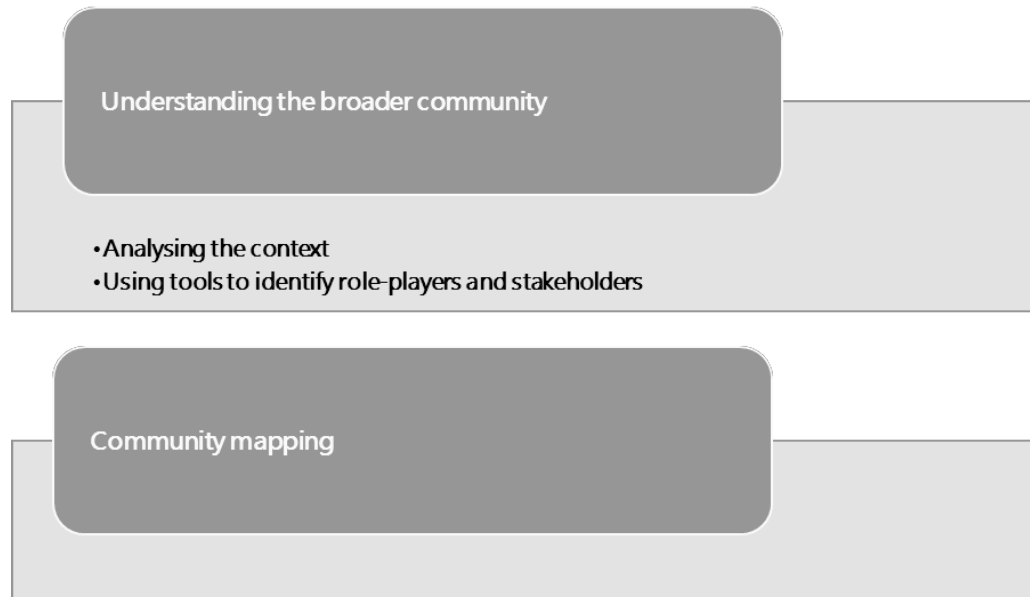 Understanding the broader community
•Analysing the context
•Using tools to identify role-players and stakeholders
Community mapping